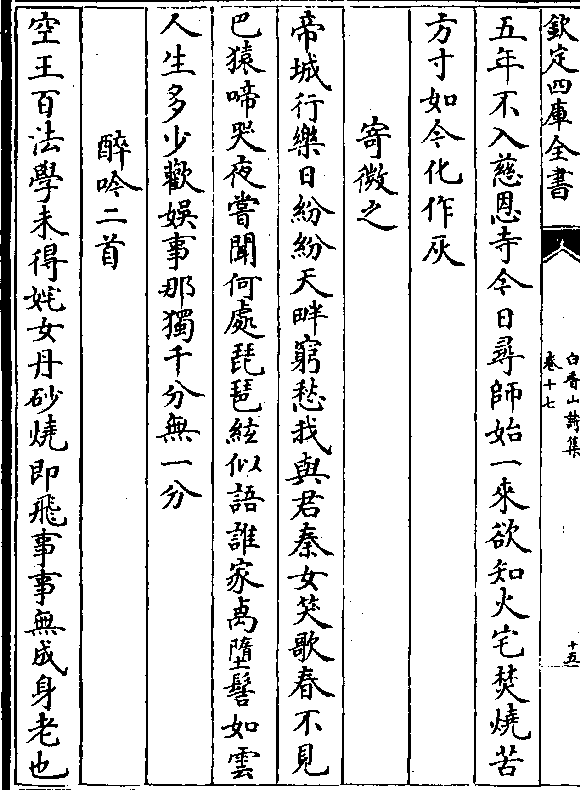 欽定四庫全書
白香山詩集
卷十七
十五
五年不入慈恩寺今日尋師始一來欲知火宅焚燒苦
方寸如今化作灰
寄微之
帝城行樂日紛紛天畔窮愁我與君秦女笑歌春不見
巴猿啼哭夜嘗聞何處琵琶絃似語誰家咼墮髻如雲
人生多少歡娛事那獨千分無一分
醉吟二首
空王百法學未得姹女丹砂燒即飛事事無成身老也